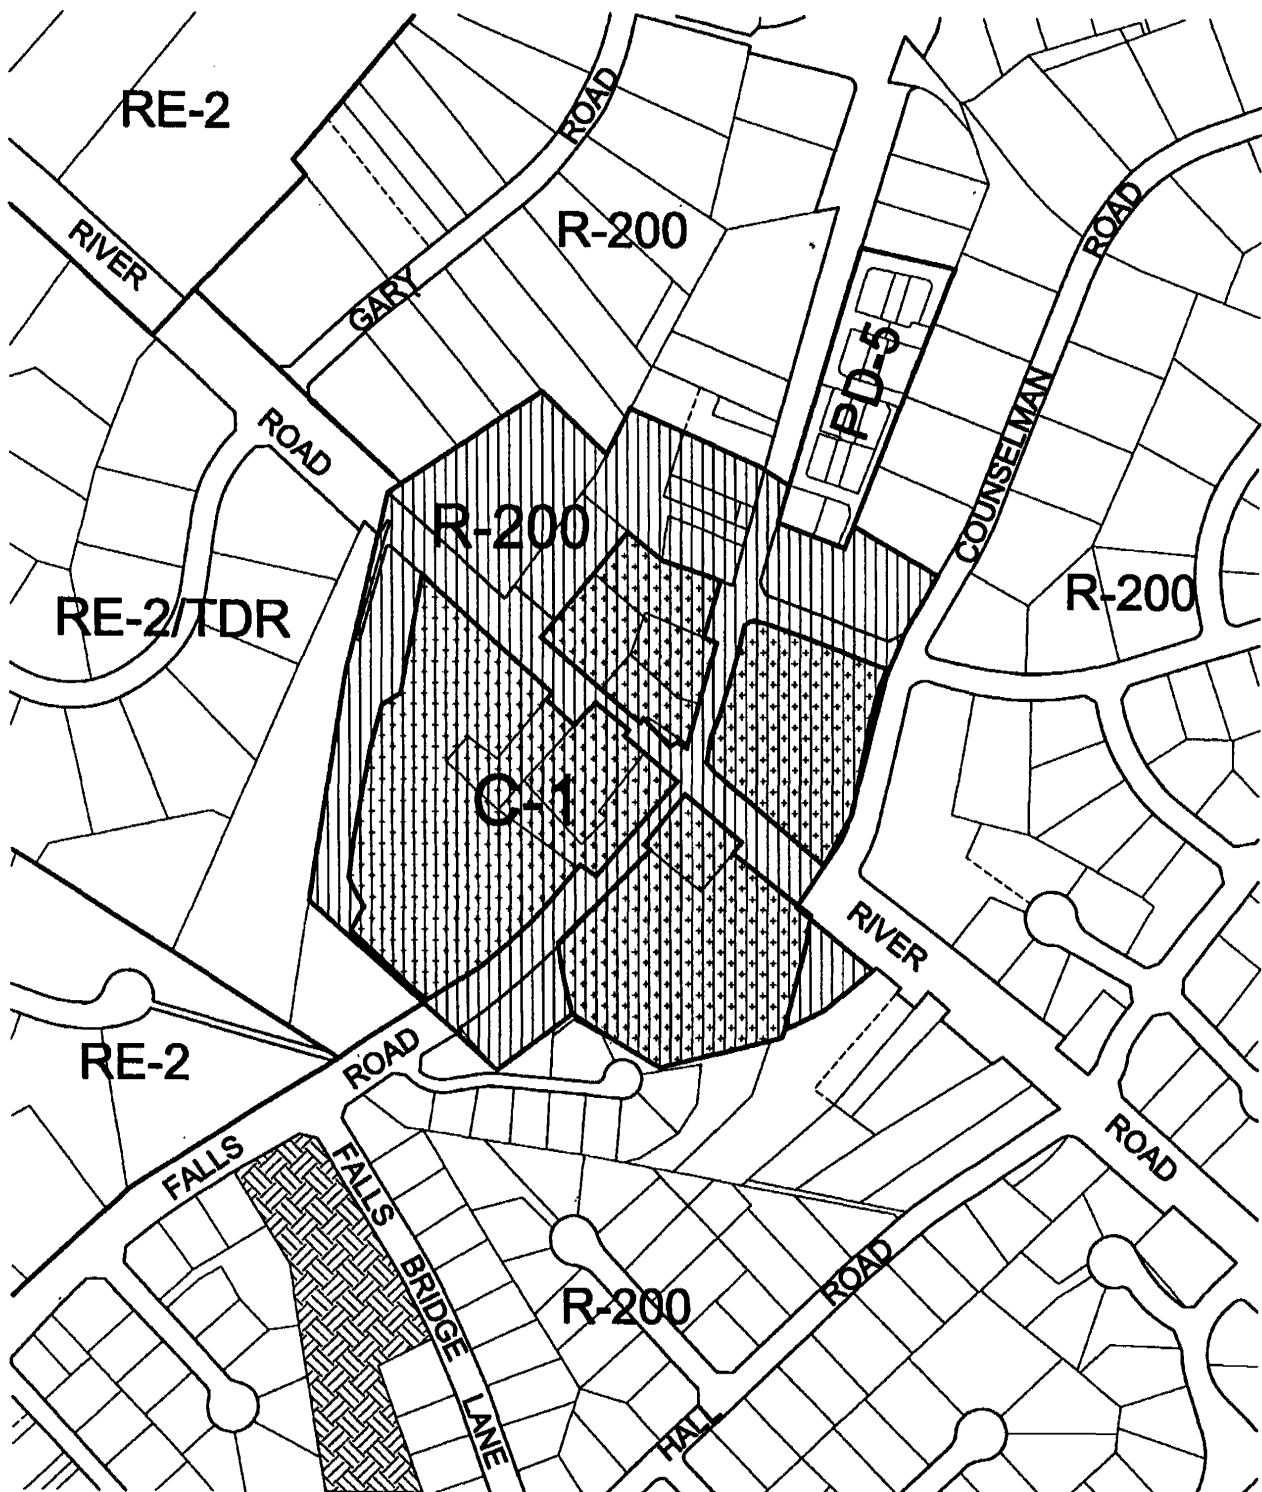 RE-2
ROAD
R-200
ROAD
RIVER
GARY
PD-5
ROAD
COUNSELMAN
R-200
RE-2/TDR
R-200
C-1
RIVER
RE-2
ROAD
ROAD
FALLS
FALLS
BRIDGE
LANE
R-200
ROAD
HALL